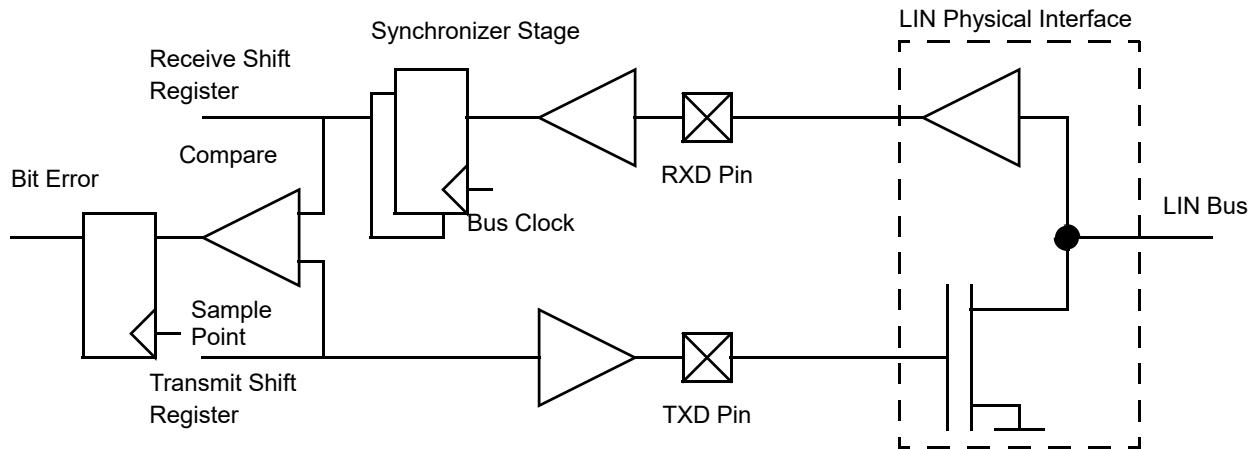 LIN Physical Interface
Synchronizer Stage
Receive Shift
Register
Compare
RXD Pin
Bit Error
LIN Bus
Bus Clock
Sample
Point
Transmit Shift
Register
TXD Pin